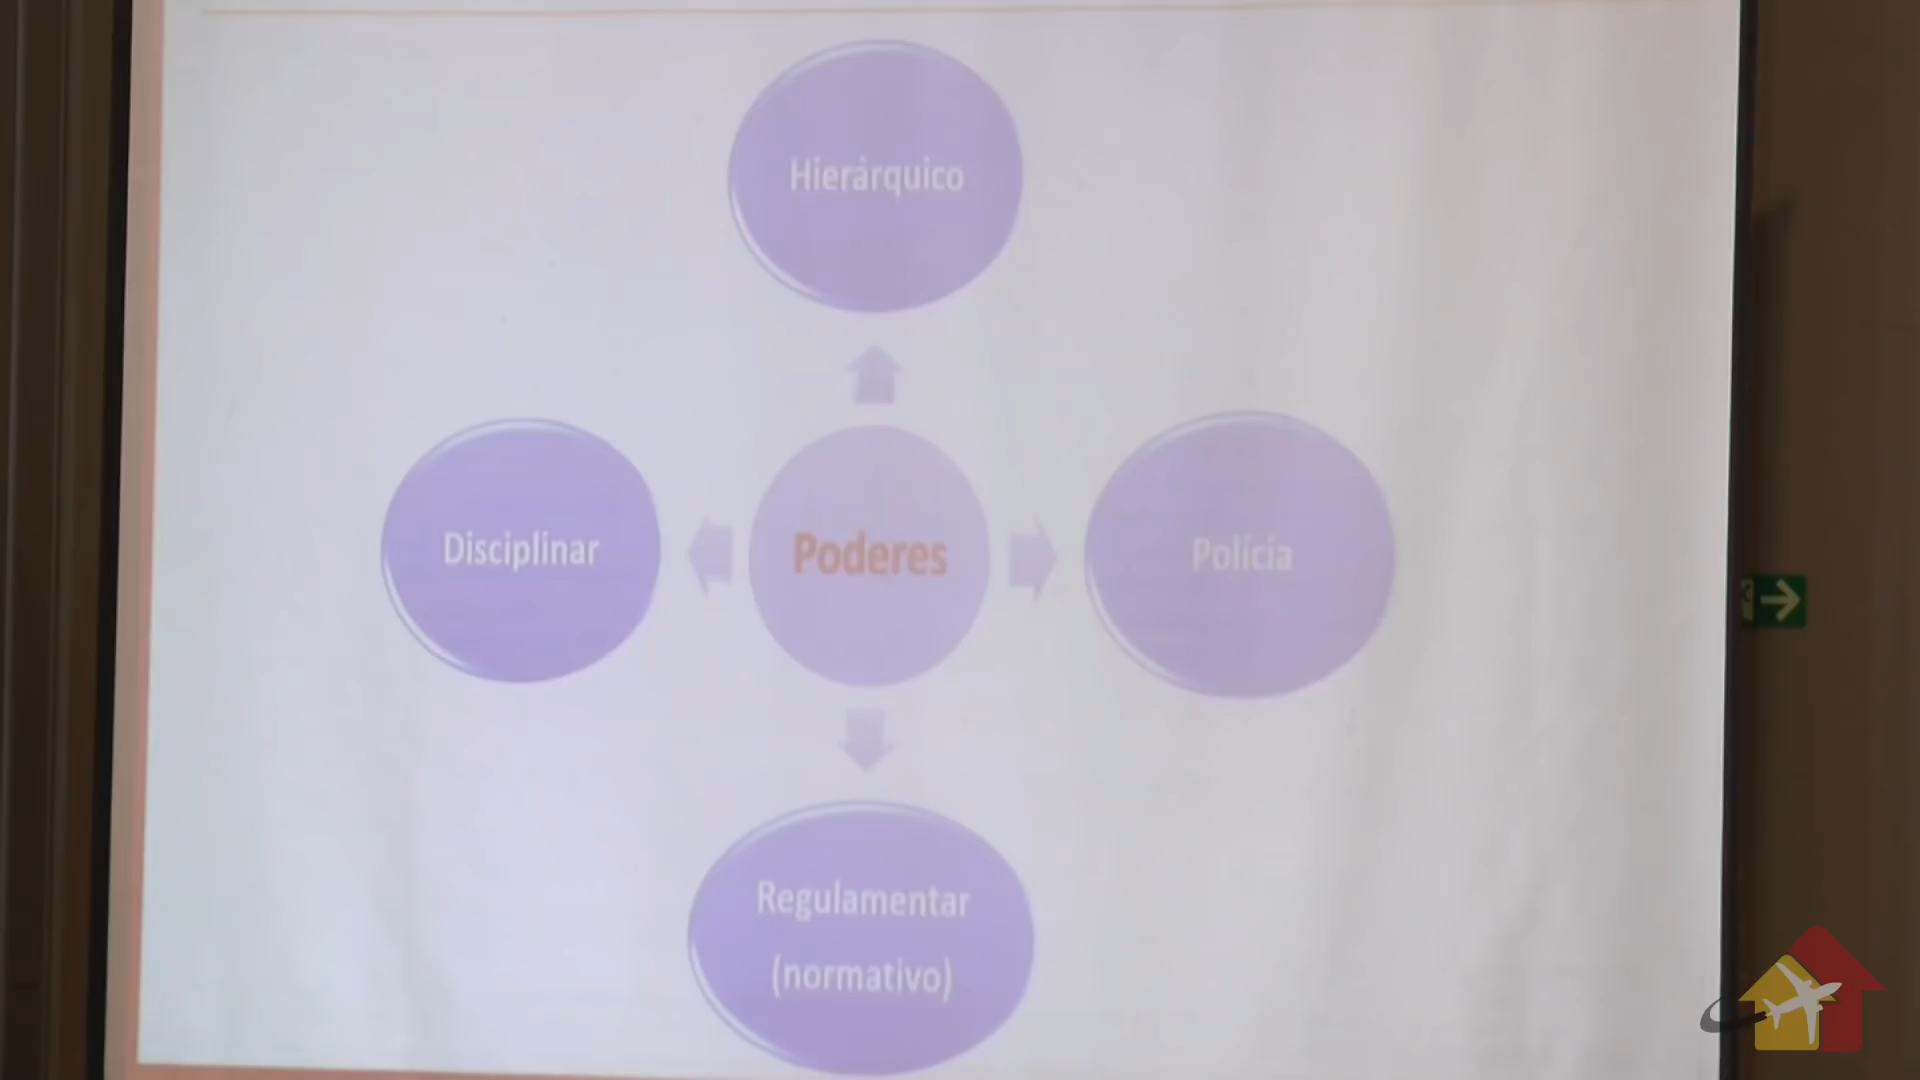 Hierárquico
Disciplinar
Poderes
Polícia
Regulamentar
(normativo)